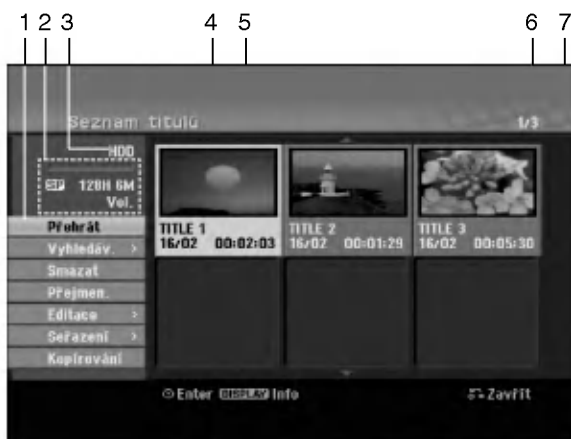 1 2 3 4 5 6 7
Seznam titulů 1/3
HDD
SP 128H 6M
Vol.
Přehrát
Vyhledáv. >
Smazat
Přejmen.
Editace >
Seřazení >
Kopírování
TITLE 1
16/02 00:02:03
TITLE 2
16/02 00:01:29
TITLE 3
16/02 00:05:30
Enter DISPLAY Info Zavřít